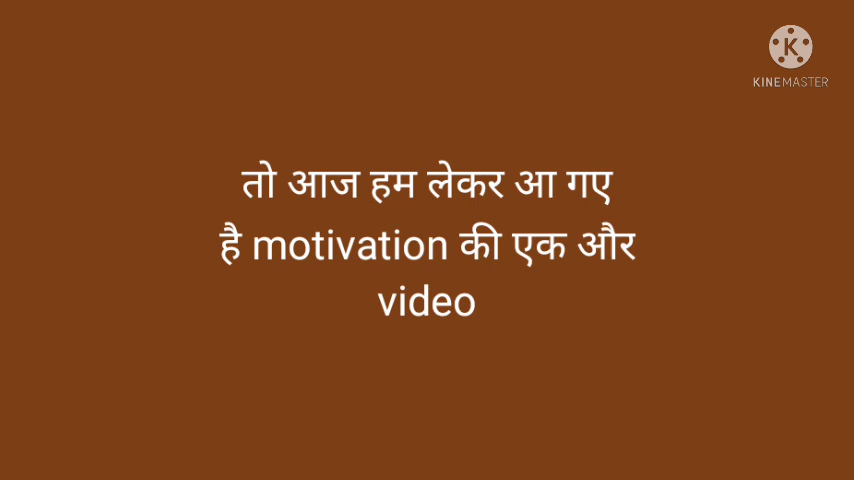 KINEMASTER
तो आज हम लेकर आ गए
है motivation की एक और
video